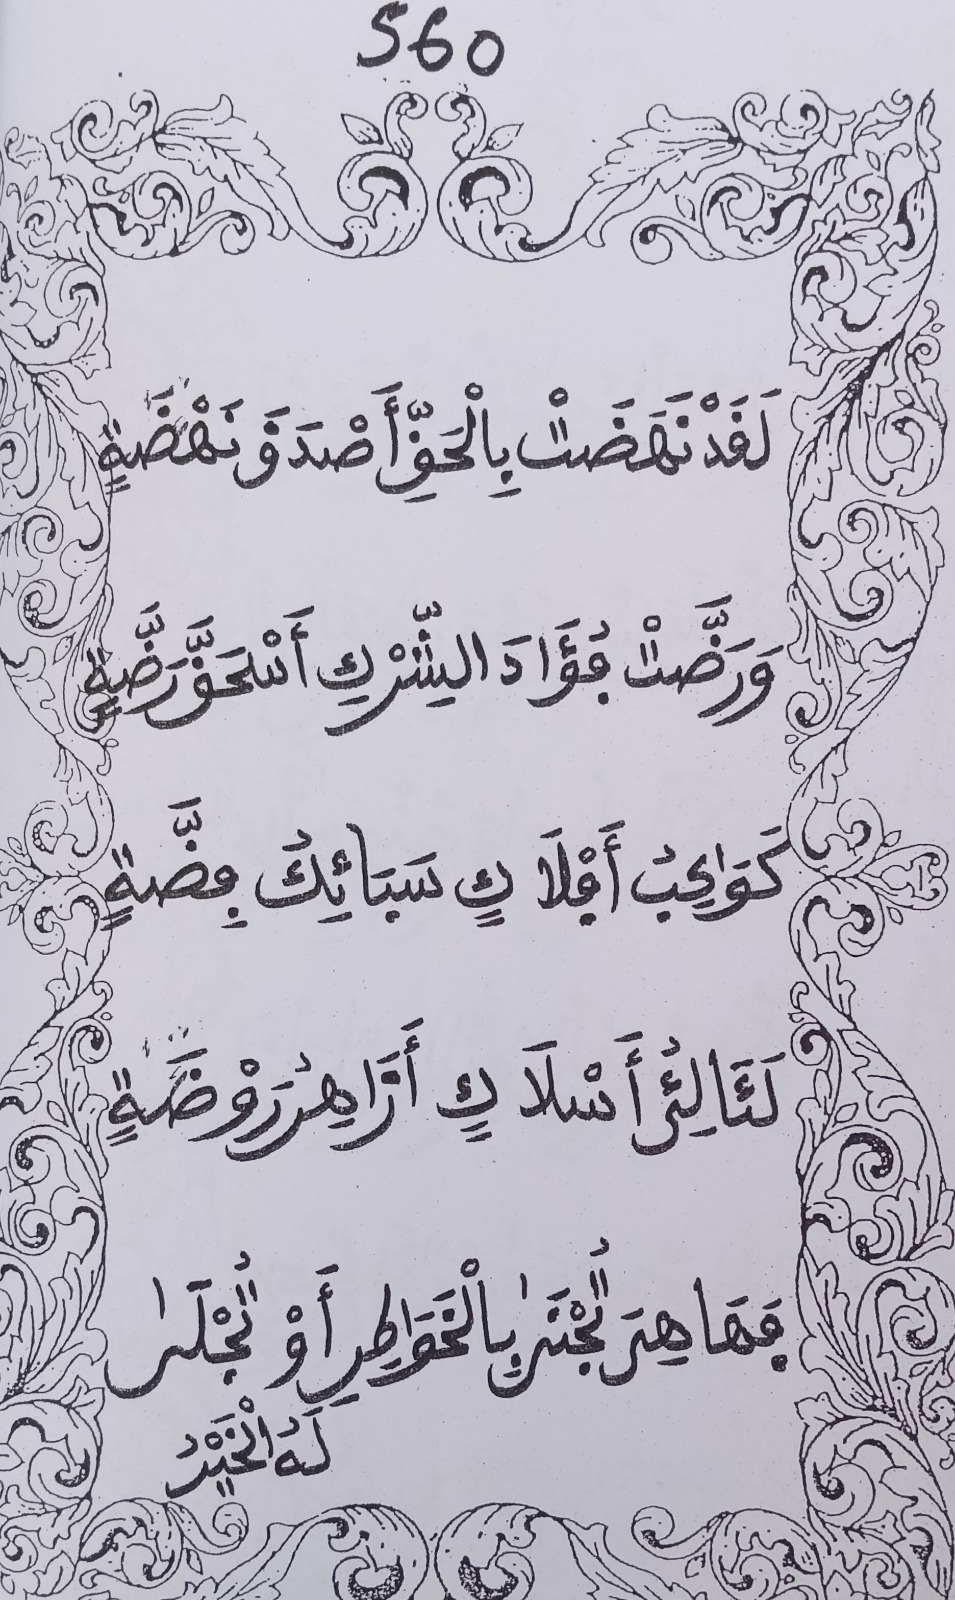 560
لَقَدْ نَهَضَتْ بِالْحَقِّ أَصْدَقَ نَهْضَةٍ
وَرَضَّتْ فُؤَادَ الشِّرْكِ أَسْحَقَ رَضَّةٍ
كَوَاكِبُ أَفْلَاكٍ سَبَائِكُ فِضَّةٍ
لَئَالِئُ أَسْلَاكٍ أَزَاهِرُ رَوْضَةٍ
فَمَا هِىَ تُجْنَىٰ بِالْخَوَاطِرِ أَوْ تُجْلَىٰ
لَهُ الْخَيْرُ